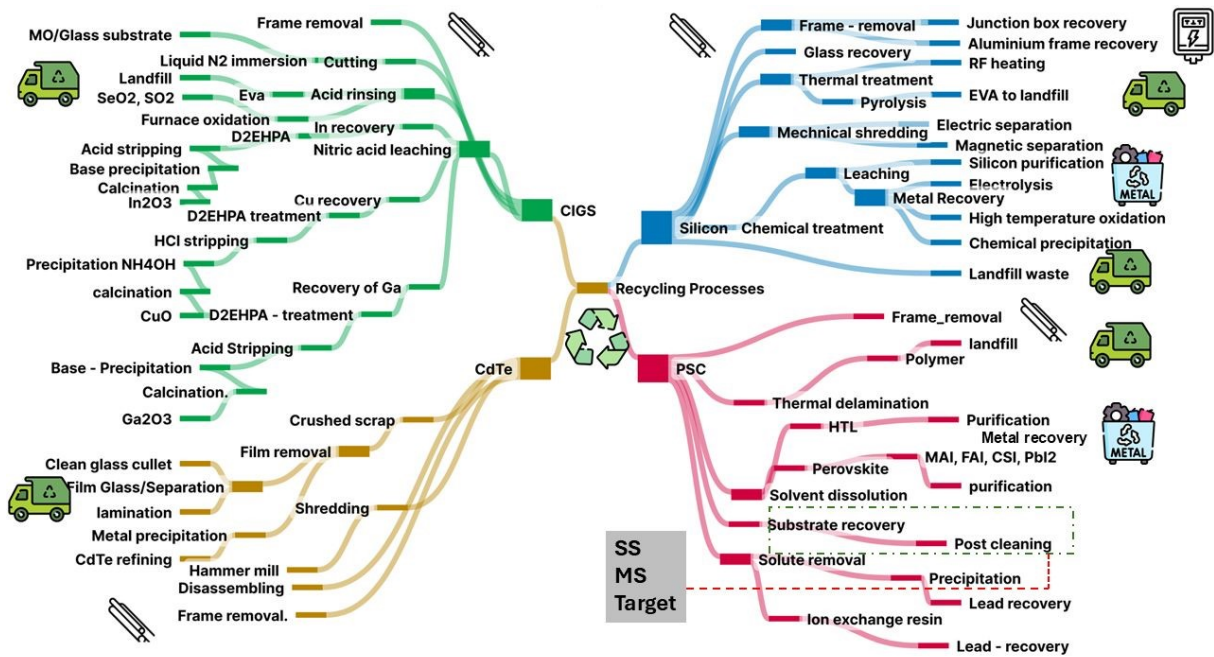 Frame removal
MO/Glass substrate
Liquid N2 immersion
Cutting
Landfill
Eva
Acid rinsing
SeO2, SO2
Furnace oxidation
D2EHPA
In recovery
Acid stripping
Nitric acid leaching
Base precipitation
Calcination
In2O3
Cu recovery
D2EHPA treatment
CIGS
HCl stripping
Precipitation NH4OH
calcination
Recovery of Ga
CuO
D2EHPA - treatment
Acid Stripping
Base - Precipitation
Calcination.
Ga2O3
CdTe
Crushed scrap
Film removal
Clean glass cullet
Film Glass/Separation
lamination
Shredding
Metal precipitation
CdTe refining
Hammer mill
Disassembling
Frame removal.
Recycling Processes
Frame - removal
Junction box recovery
Aluminium frame recovery
Glass recovery
RF heating
Thermal treatment
Pyrolysis
EVA to landfill
Mechnical shredding
Electric separation
Magnetic separation
Silicon purification
Leaching
Electrolysis
Metal Recovery
High temperature oxidation
Silicon
Chemical treatment
Chemical precipitation
Landfill waste
METAL
Frame_removal
landfill
Polymer
PSC
Thermal delamination
HTL
Purification
Metal recovery
METAL
Perovskite
MAI, FAI, CSI, PbI2
purification
Solvent dissolution
Substrate recovery
Post cleaning
Solute removal
Precipitation
Lead recovery
Ion exchange resin
Lead - recovery
SS
MS
Target